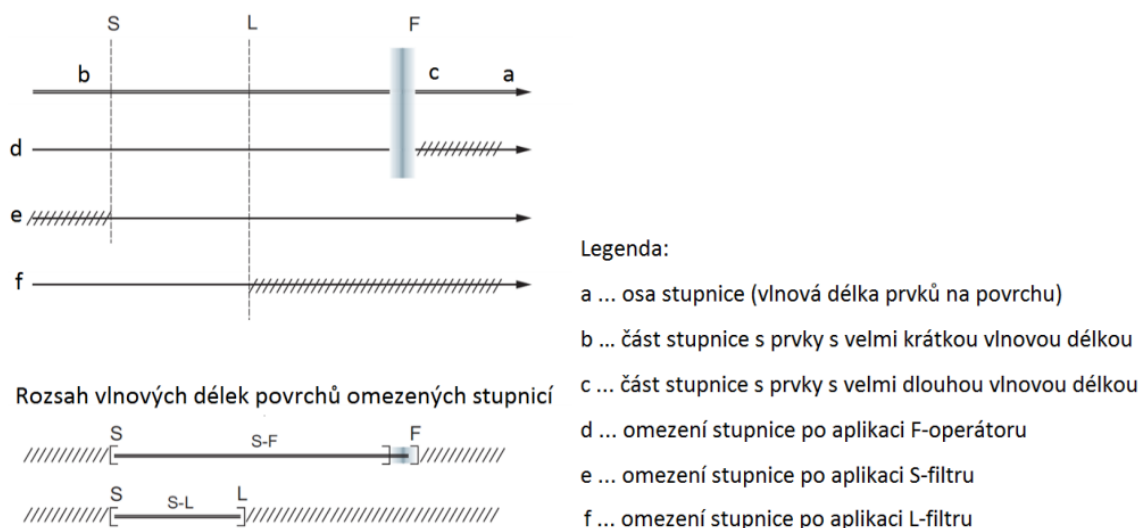 S L F
b c a
d
e
f
Legenda:
a ... osa stupnice (vlnová délka prvků na povrchu)
b ... část stupnice s prvky s velmi krátkou vlnovou délkou
c ... část stupnice s prvky s velmi dlouhou vlnovou délkou
d ... omezení stupnice po aplikaci F-operátoru
e ... omezení stupnice po aplikaci S-filtru
f ... omezení stupnice po aplikaci L-filtru
Rozsah vlnových délek povrchů omezených stupnicí
S S-F F
S S-L L